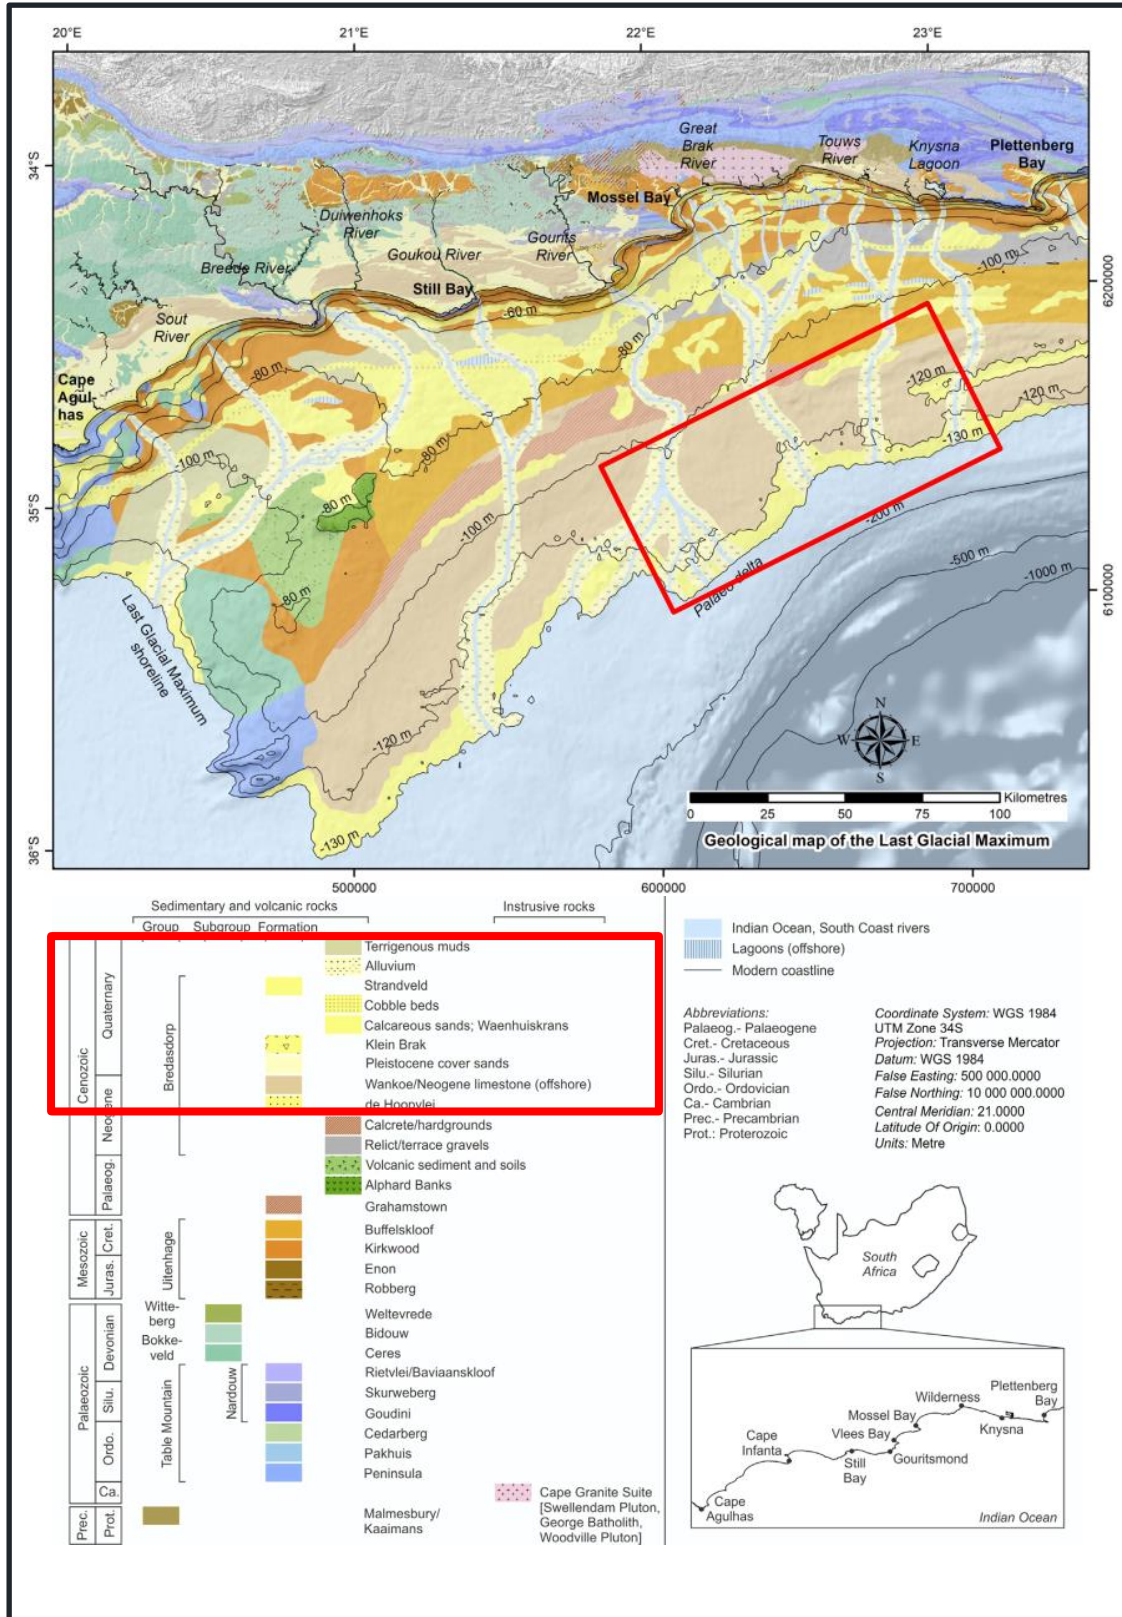 20°E
21°E
22°E
23°E
34°S
35°S
36°S
6200000
6100000
500000
600000
700000
Great
Brak
River
Touws
River
Knysna
Lagoon
Plettenberg
Bay
Mossel Bay
Duiwenhoks
River
Goukou River
Gourits
River
Breede River
Still Bay
Sout
River
Cape
Agul-
has
-60 m
-80 m
-100 m
-80 m
-100 m
-80 m
-80 m
-80 m
-100 m
-120 m
-120 m
-130 m
-200 m
-500 m
-1000 m
-120 m
-130 m
Palaeo-delta
Last Glacial Maximum
shoreline
N
W
E
S
Kilometres
0 25 50 75 100
Geological map of the Last Glacial Maximum
Sedimentary and volcanic rocks
Instrusive rocks
Group Subgroup Formation
Cenozoic
Quaternary
Neogene
Palaeog.
Bredasdorp
Terrigenous muds
Alluvium
Strandveld
Cobble beds
Calcareous sands; Waenhuiskrans
Klein Brak
Pleistocene cover sands
Wankoe/Neogene limestone (offshore)
de Hoopvlei
Calcrete/hardgrounds
Relict/terrace gravels
Volcanic sediment and soils
Alphard Banks
Grahamstown
Mesozoic
Cret.
Juras.
Uitenhage
Buffelskloof
Kirkwood
Enon
Robberg
Palaeozoic
Devonian
Silu.
Ordo.
Ca.
Witte-
berg
Bokke-
veld
Table Mountain
Nardouw
Weltevrede
Bidouw
Ceres
Rietvlei/Baviaanskloof
Skurweberg
Goudini
Cedarberg
Pakhuis
Peninsula
Prec.
Prot.
Malmesbury/
Kaaimans
Cape Granite Suite
[Swellendam Pluton,
George Batholith,
Woodville Pluton]
Indian Ocean, South Coast rivers
Lagoons (offshore)
Modern coastline
Abbreviations:
Palaeog.- Palaeogene
Cret.- Cretaceous
Juras.- Jurassic
Silu.- Silurian
Ordo.- Ordovician
Ca.- Cambrian
Prec.- Precambrian
Prot.: Proterozoic
Coordinate System: WGS 1984
UTM Zone 34S
Projection: Transverse Mercator
Datum: WGS 1984
False Easting: 500 000.0000
False Northing: 10 000 000.0000
Central Meridian: 21.0000
Latitude Of Origin: 0.0000
Units: Metre
South
Africa
Plettenberg
Bay
Wilderness
Mossel Bay
Knysna
Vlees Bay
Cape
Infanta
Still
Bay
Gouritsmond
Cape
Agulhas
Indian Ocean